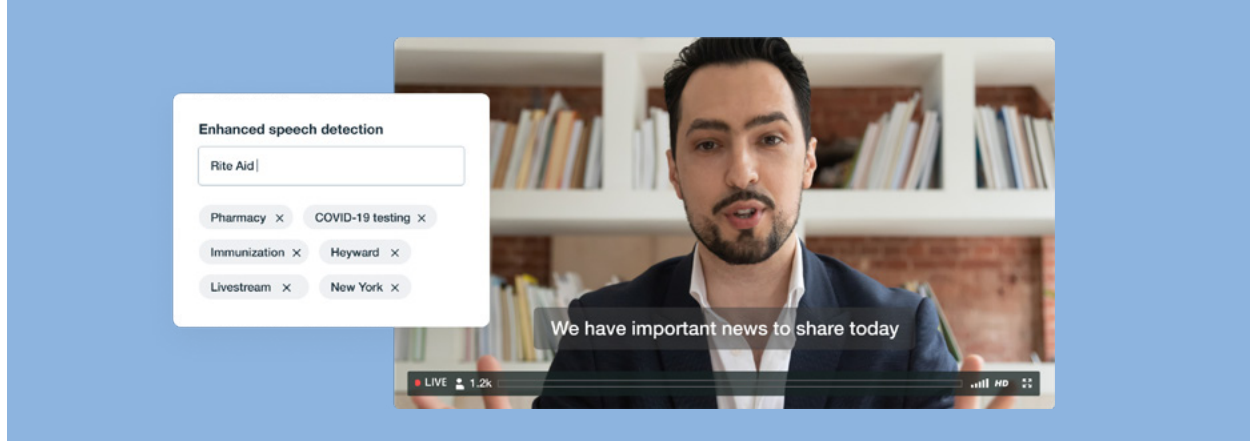 Enhanced speech detection
Rite Aid
Pharmacy ×
COVID-19 testing ×
Immunization ×
Heyward ×
Livestream ×
New York ×
We have important news to share today
LIVE 1.2k HD